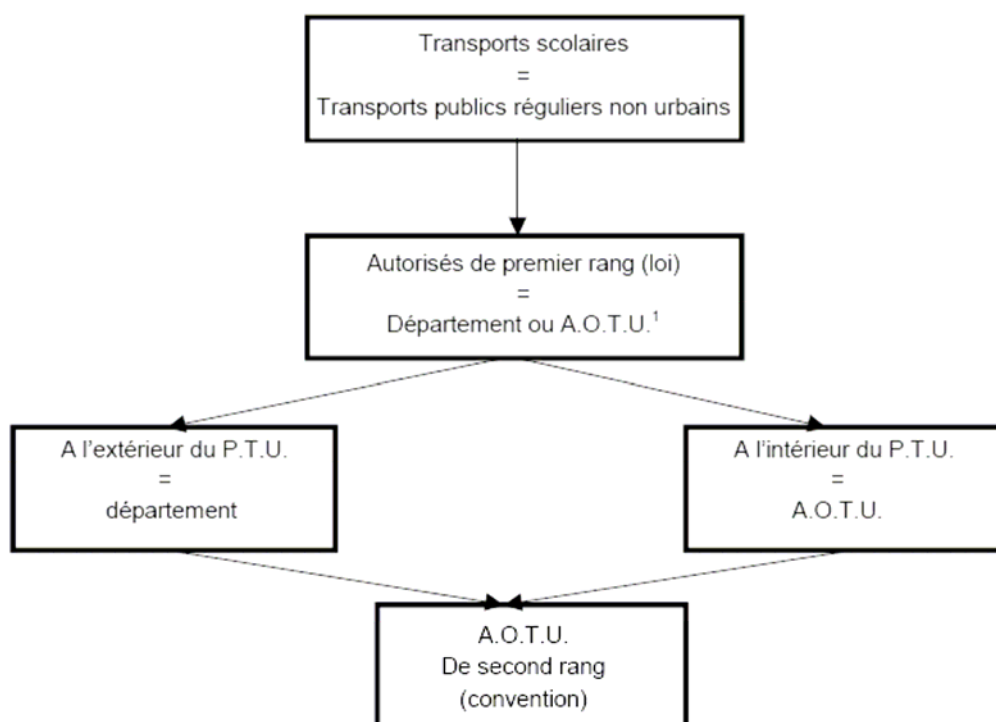 Transports scolaires
=
Transports publics réguliers non urbains
Autorisés de premier rang (loi)
=
Département ou A.O.T.U.¹
A l'extérieur du P.T.U.
=
département
A l'intérieur du P.T.U.
=
A.O.T.U.
A.O.T.U.
De second rang
(convention)